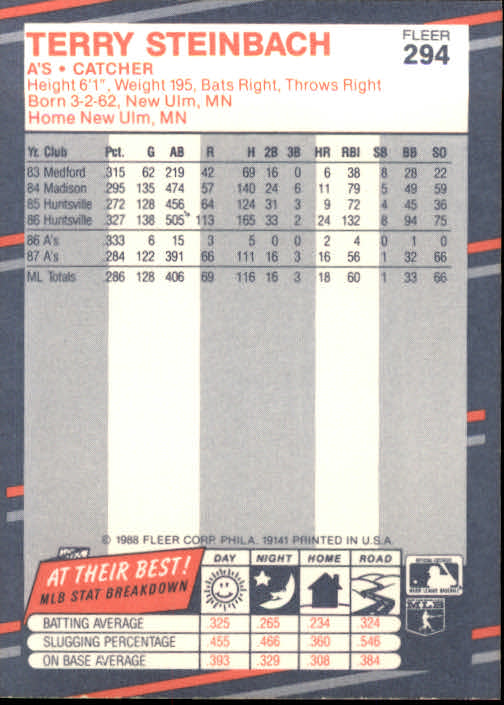 TERRY STEINBACH
FLEER
294
A'S • CATCHER
Height 6'1", Weight 195, Bats Right, Throws Right
Born 3-2-62, New Ulm, MN
Home New Ulm, MN
Yr. Club Pct. G AB R H 2B 3B HR RBI SB BB SO
83 Medford .315 62 219 42 69 16 0 6 38 8 28 22
84 Madison .295 135 474 57 140 24 6 11 79 5 49 59
85 Huntsville .272 128 456 64 124 31 3 9 72 4 45 36
86 Huntsville .327 138 505 113 165 33 2 24 132 8 94 75
86 A's .333 6 15 3 5 0 0 2 4 0 1 0
87 A's .284 122 391 66 111 16 3 16 56 1 32 66
ML Totals .286 128 406 69 116 16 3 18 60 1 33 66
© 1988 FLEER CORP. PHILA. 19141 PRINTED IN U.S.A.
AT THEIR BEST!
MLB STAT BREAKDOWN
DAY NIGHT HOME ROAD
BATTING AVERAGE .325 .265 .234 .324
SLUGGING PERCENTAGE .455 .466 .360 .546
ON BASE AVERAGE .393 .329 .308 .384
MAJOR LEAGUE BASEBALL